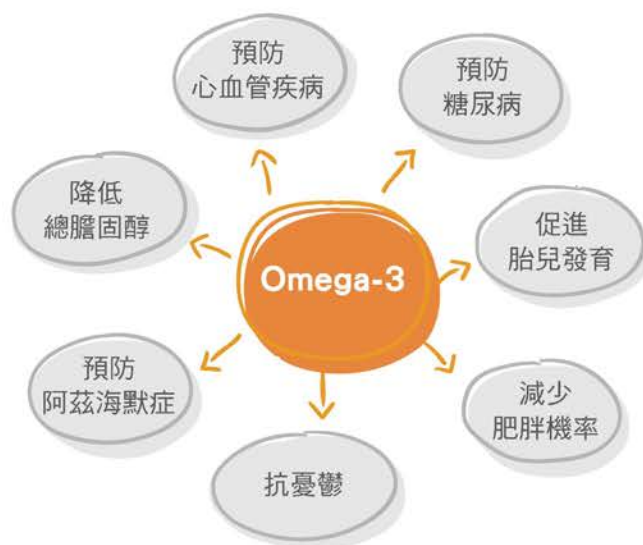 預防
心血管疾病
預防
糖尿病
降低
總膽固醇
促進
胎兒發育
Omega-3
預防
阿茲海默症
減少
肥胖機率
抗憂鬱